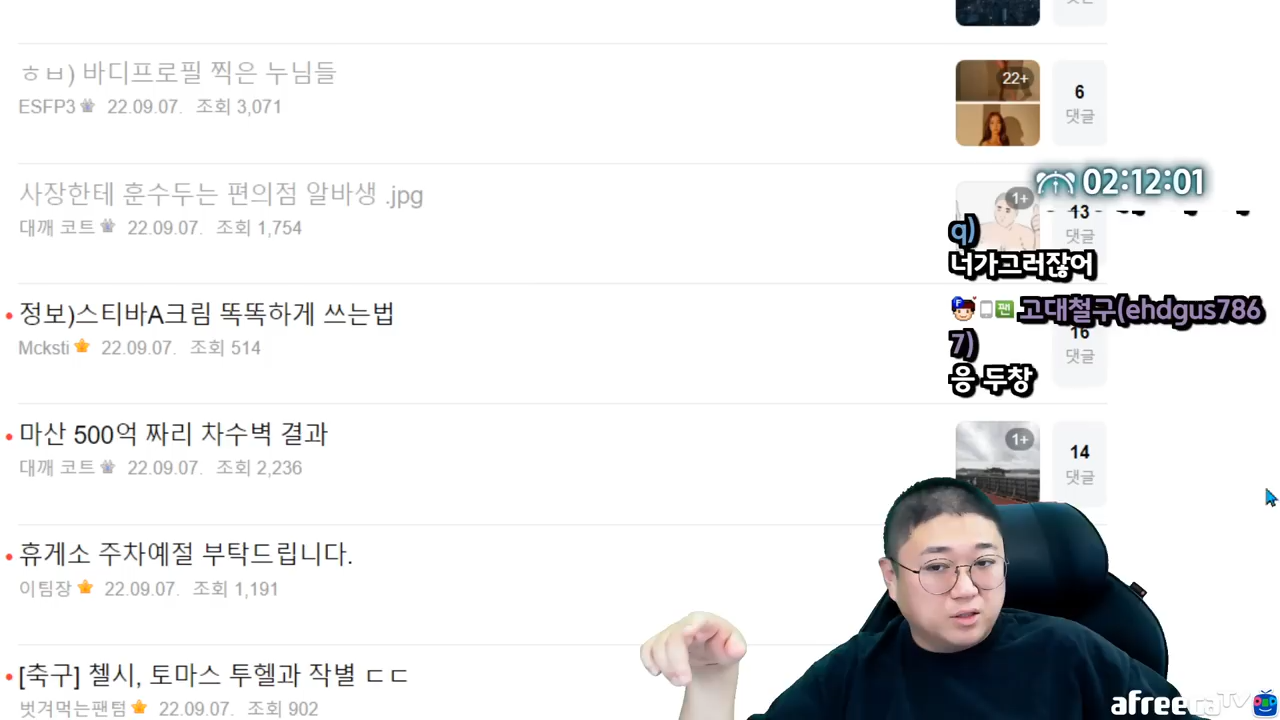 ㅎㅂ) 바디프로필 찍은 누님들
ESFP3 22.09.07. 조회 3,071
22+
6
댓글
02:12:01
사장한테 훈수두는 편의점 알바생 .jpg
대깨 코트 22.09.07. 조회 1,754
1+
13
댓글
q)
너가그러잖어
정보)스티바A크림 똑똑하게 쓰는법
Mcksti 22.09.07. 조회 514
16
댓글
짼 고대철구(ehdgus786
7)
응 두창
마산 500억 짜리 차수벽 결과
대깨 코트 22.09.07. 조회 2,236
1+
14
댓글
휴게소 주차예절 부탁드립니다.
이팀장 22.09.07. 조회 1,191
[축구] 첼시, 토마스 투헬과 작별 ㄷㄷ
벗겨먹는팬텀 22.09.07. 조회 902
afreecaTV